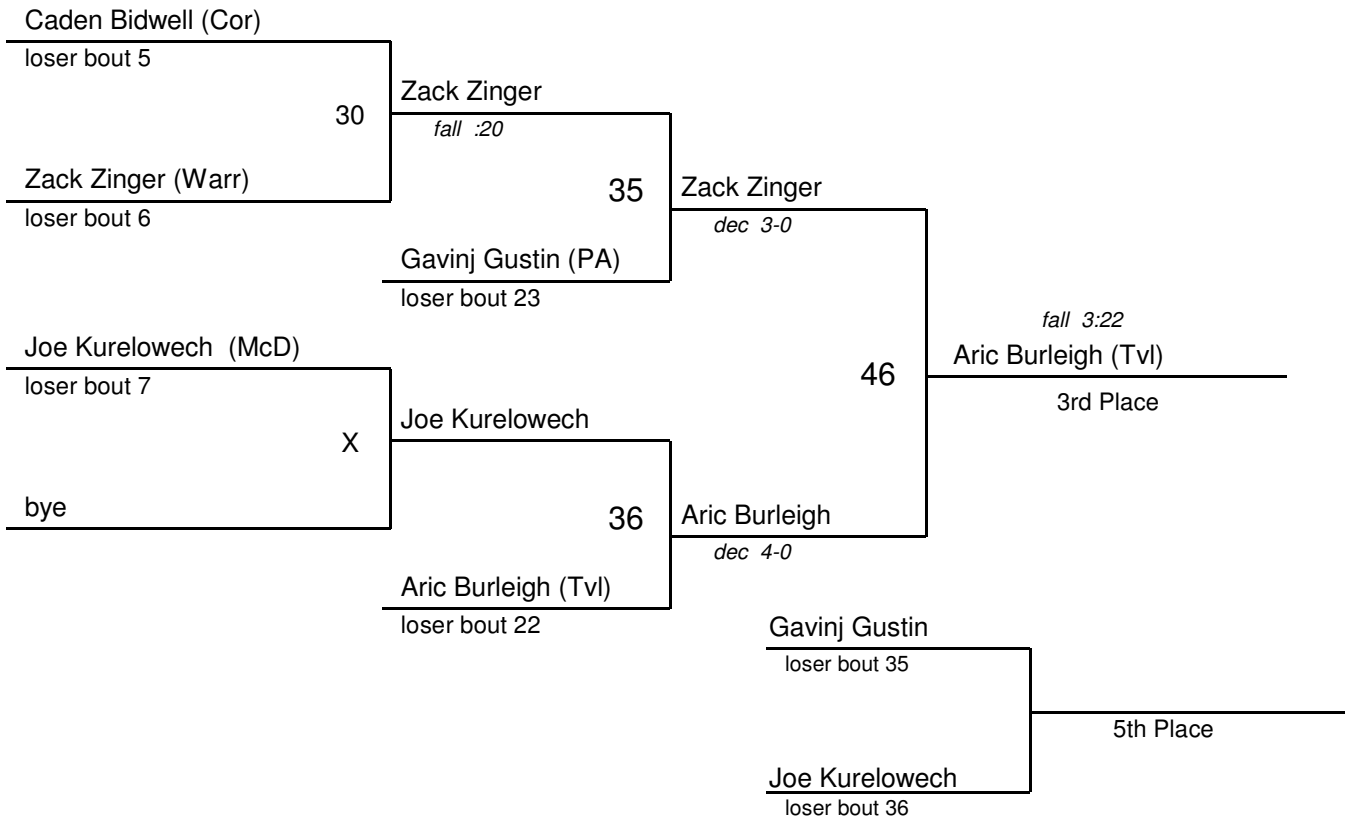 Caden Bidwell (Cor)
loser bout 5
30
Zack Zinger
fall :20
Zack Zinger (Warr)
loser bout 6
35
Zack Zinger
dec 3-0
Gavinj Gustin (PA)
loser bout 23
Joe Kurelowech (McD)
loser bout 7
46
fall 3:22
Aric Burleigh (Tvl)
3rd Place
X
Joe Kurelowech
bye
36
Aric Burleigh
dec 4-0
Aric Burleigh (Tvl)
loser bout 22
Gavinj Gustin
loser bout 35
5th Place
Joe Kurelowech
loser bout 36